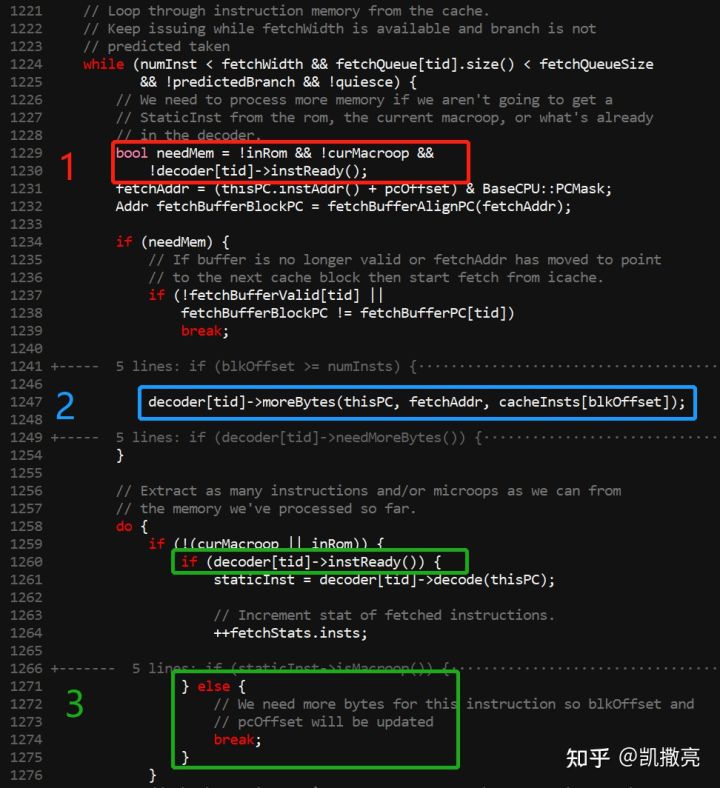 1221 // Loop through instruction memory from the cache.
1222 // Keep issuing while fetchWidth is available and branch is not
1223 // predicted taken
1224 while (numInst < fetchWidth && fetchQueue[tid].size() < fetchQueueSize
1225 && !predictedBranch && !quiesce) {
1226 // We need to process more memory if we aren't going to get a
1227 // StaticInst from the rom, the current macroop, or what's already
1228 // in the decoder.
1229 bool needMem = !inRom && !curMacroop &&
1 1230 !decoder[tid]->instReady();
1231 fetchAddr = (thisPC.instAddr() + pcOffset) & BaseCPU::PCMask;
1232 Addr fetchBufferBlockPC = fetchBufferAlignPC(fetchAddr);
1233
1234 if (needMem) {
1235 // If buffer is no longer valid or fetchAddr has moved to point
1236 // to the next cache block then start fetch from icache.
1237 if (!fetchBufferValid[tid] ||
1238 fetchBufferBlockPC != fetchBufferPC[tid])
1239 break;
1240
1241 +----- 5 lines: if (blkOffset >= numInsts) {·······································
1246
1247 2 decoder[tid]->moreBytes(thisPC, fetchAddr, cacheInsts[blkOffset]);
1248
1249 +----- 5 lines: if (decoder[tid]->needMoreBytes()) {·······························
1254 }
1255
1256 // Extract as many instructions and/or microops as we can from
1257 // the memory we've processed so far.
1258 do {
1259 if (!(curMacroop || inRom)) {
1260 if (decoder[tid]->instReady()) {
1261 staticInst = decoder[tid]->decode(thisPC);
1262
1263 // Increment stat of fetched instructions.
1264 ++fetchStats.insts;
1265
1266 +------- 5 lines: if (staticInst->isMacroop()) {···································
1271 } else {
1272 3 // We need more bytes for this instruction so blkOffset and
1273 // pcOffset will be updated
1274 break;
1275 }
1276 }
知乎 @凯撒亮